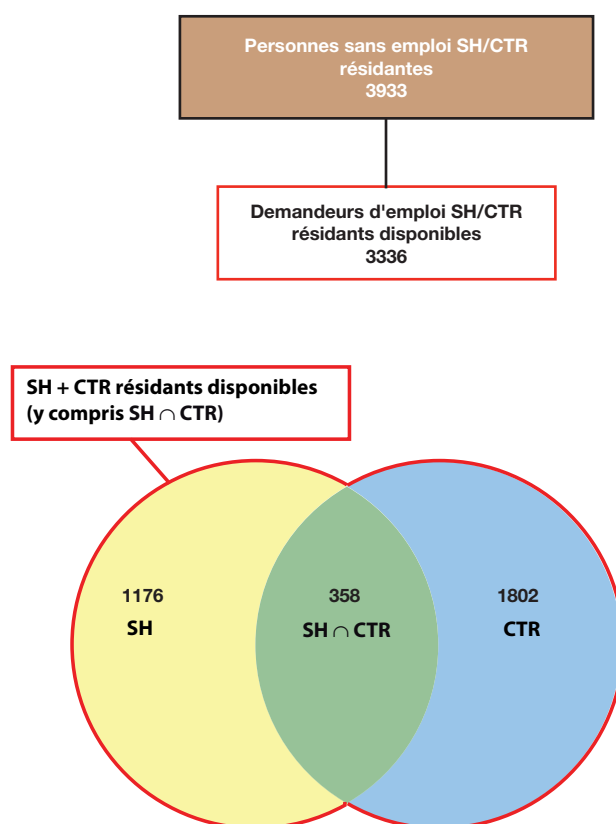 Personnes sans emploi SH/CTR
résidantes
3933
Demandeurs d'emploi SH/CTR
résidants disponibles
3336
SH + CTR résidants disponibles
(y compris SH ∩ CTR)
1176
SH
358
SH ∩ CTR
1802
CTR